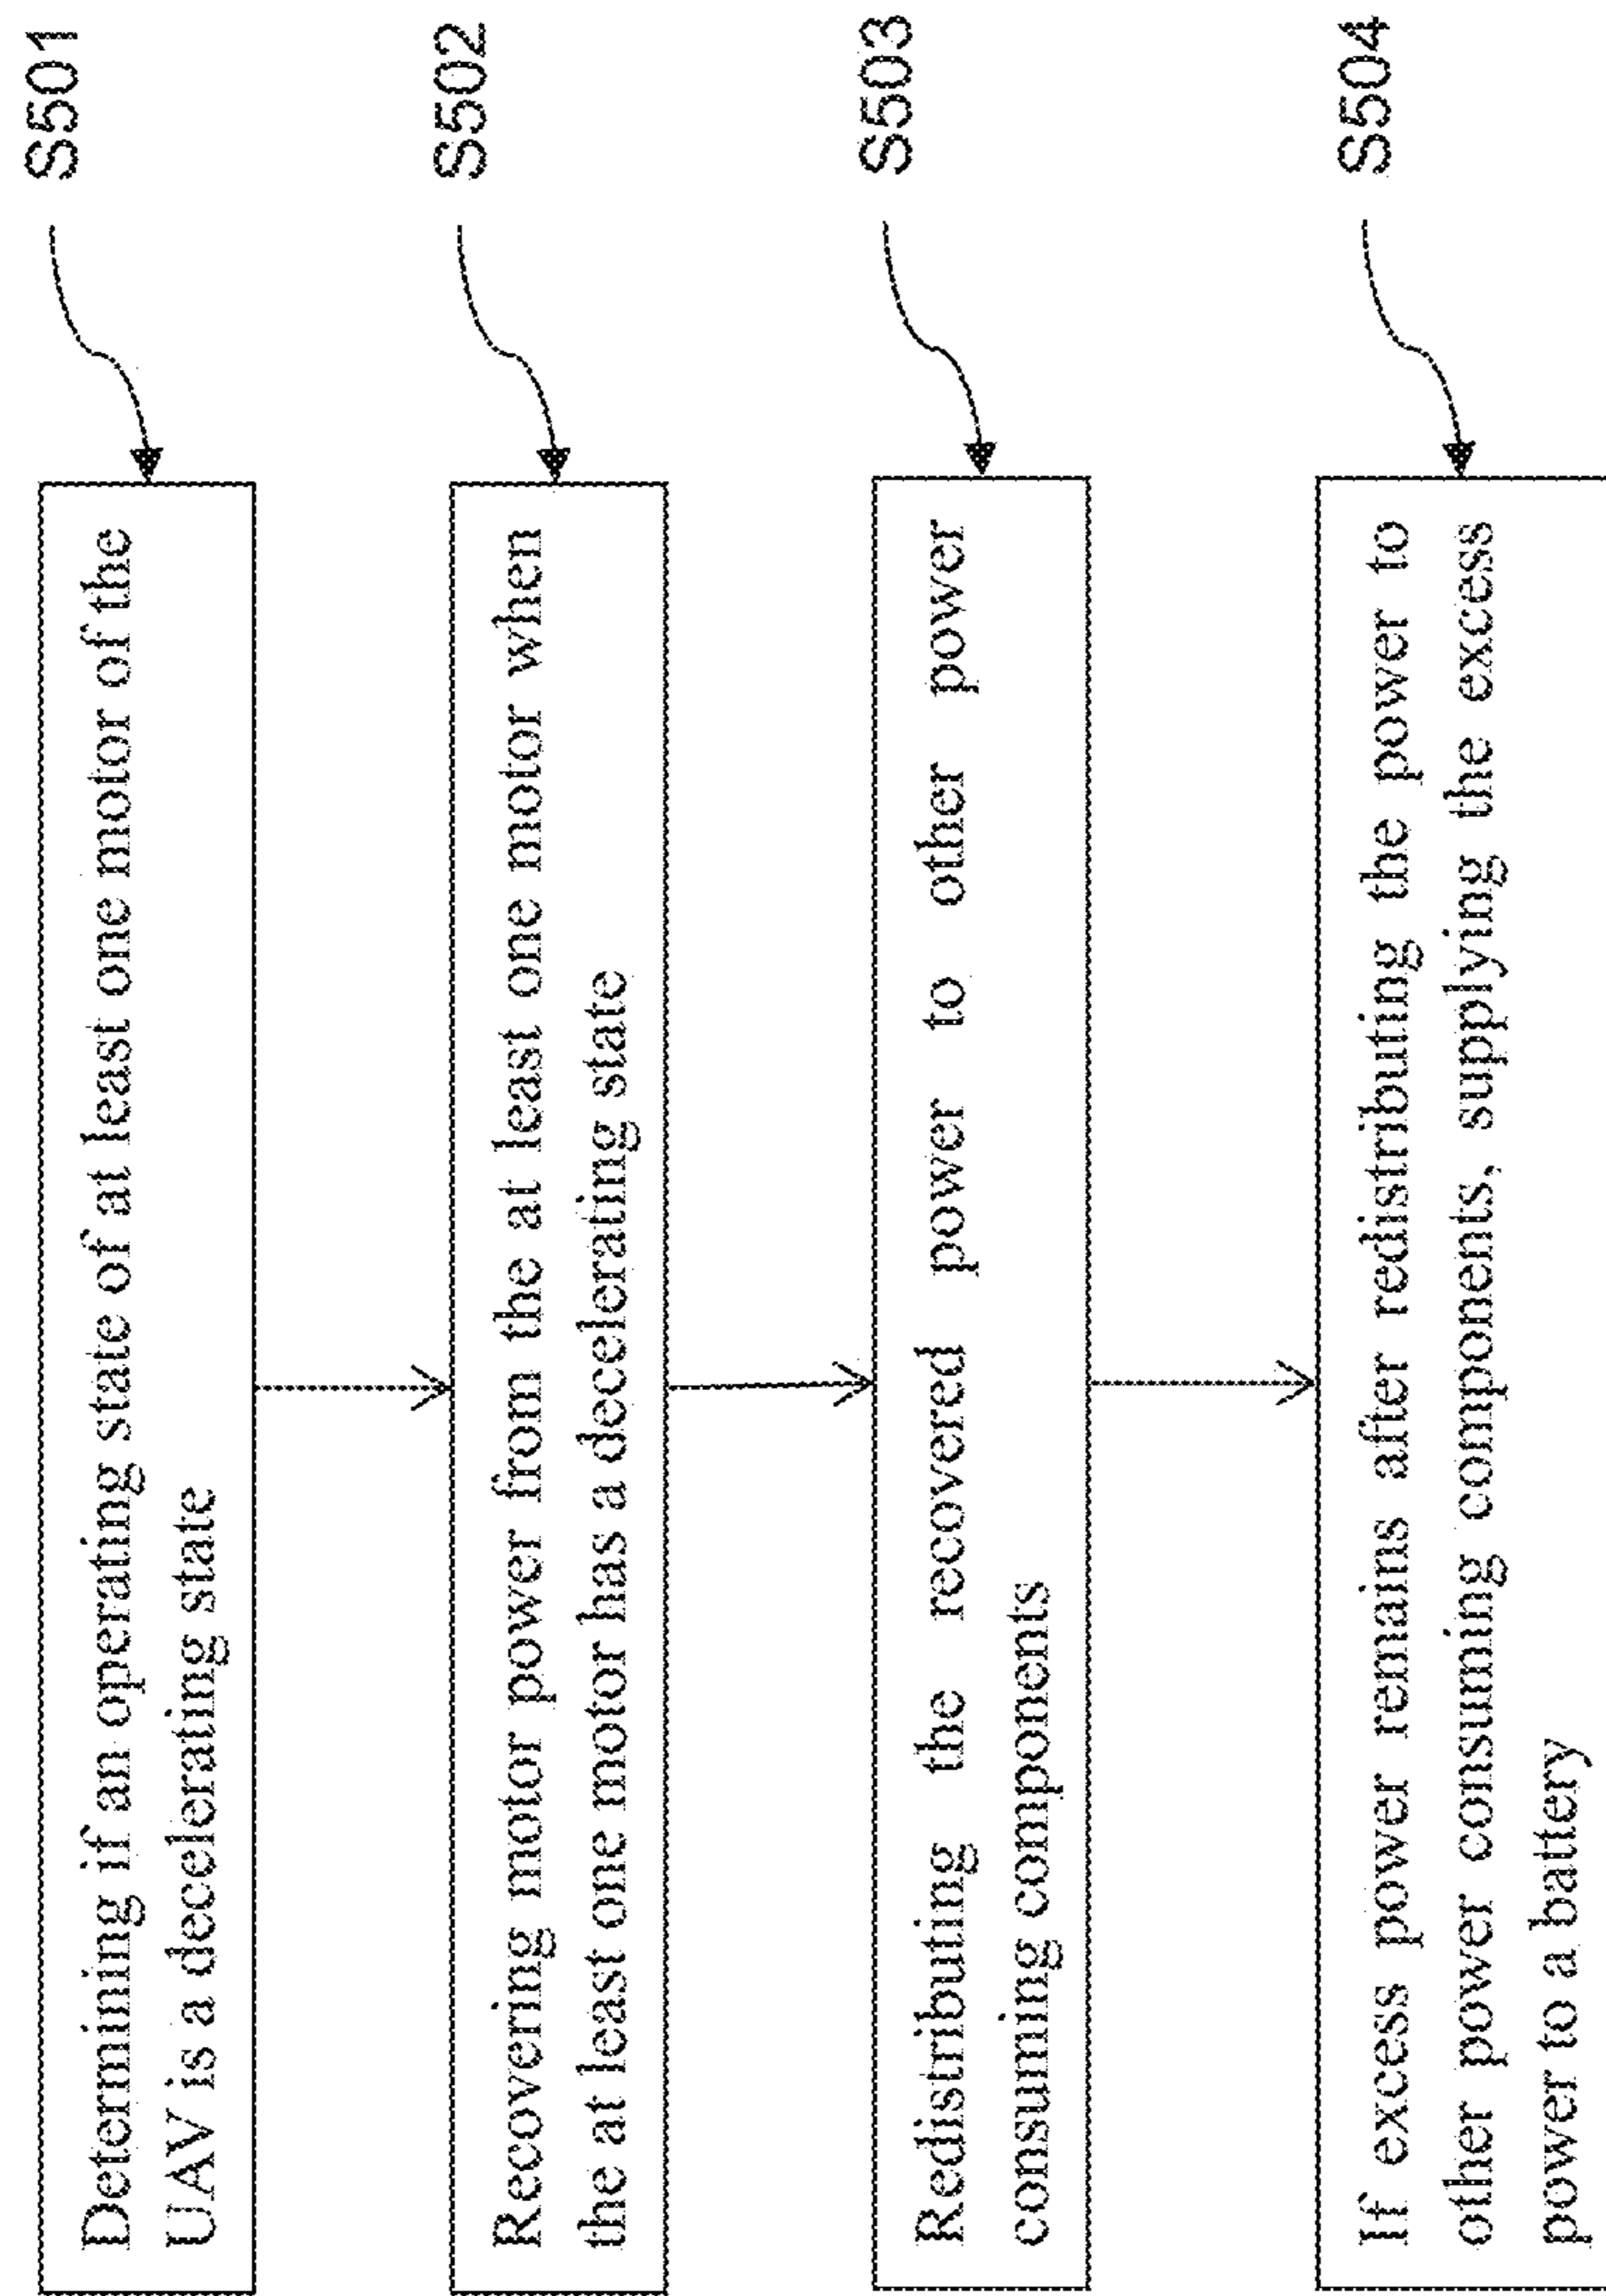 Determining if an operating state of at least one motor of the
UAV is a decelerating state
S501
Recovering motor power from the at least one motor when
the at least one motor has a decelerating state
S502
Redistributing the recovered power to other power
consuming components
S503
If excess power remains after redistributing the power to
other power consuming components, supplying the excess
power to a battery
S504